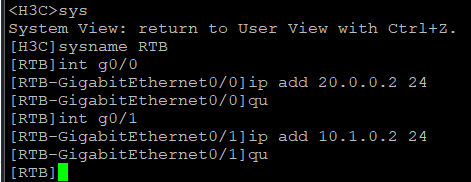 <H3C>sys
System View: return to User View with Ctrl+Z.
[H3C]sysname RTB
[RTB]int g0/0
[RTB-GigabitEthernet0/0]ip add 20.0.0.2 24
[RTB-GigabitEthernet0/0]qu
[RTB]int g0/1
[RTB-GigabitEthernet0/1]ip add 10.1.0.2 24
[RTB-GigabitEthernet0/1]qu
[RTB]